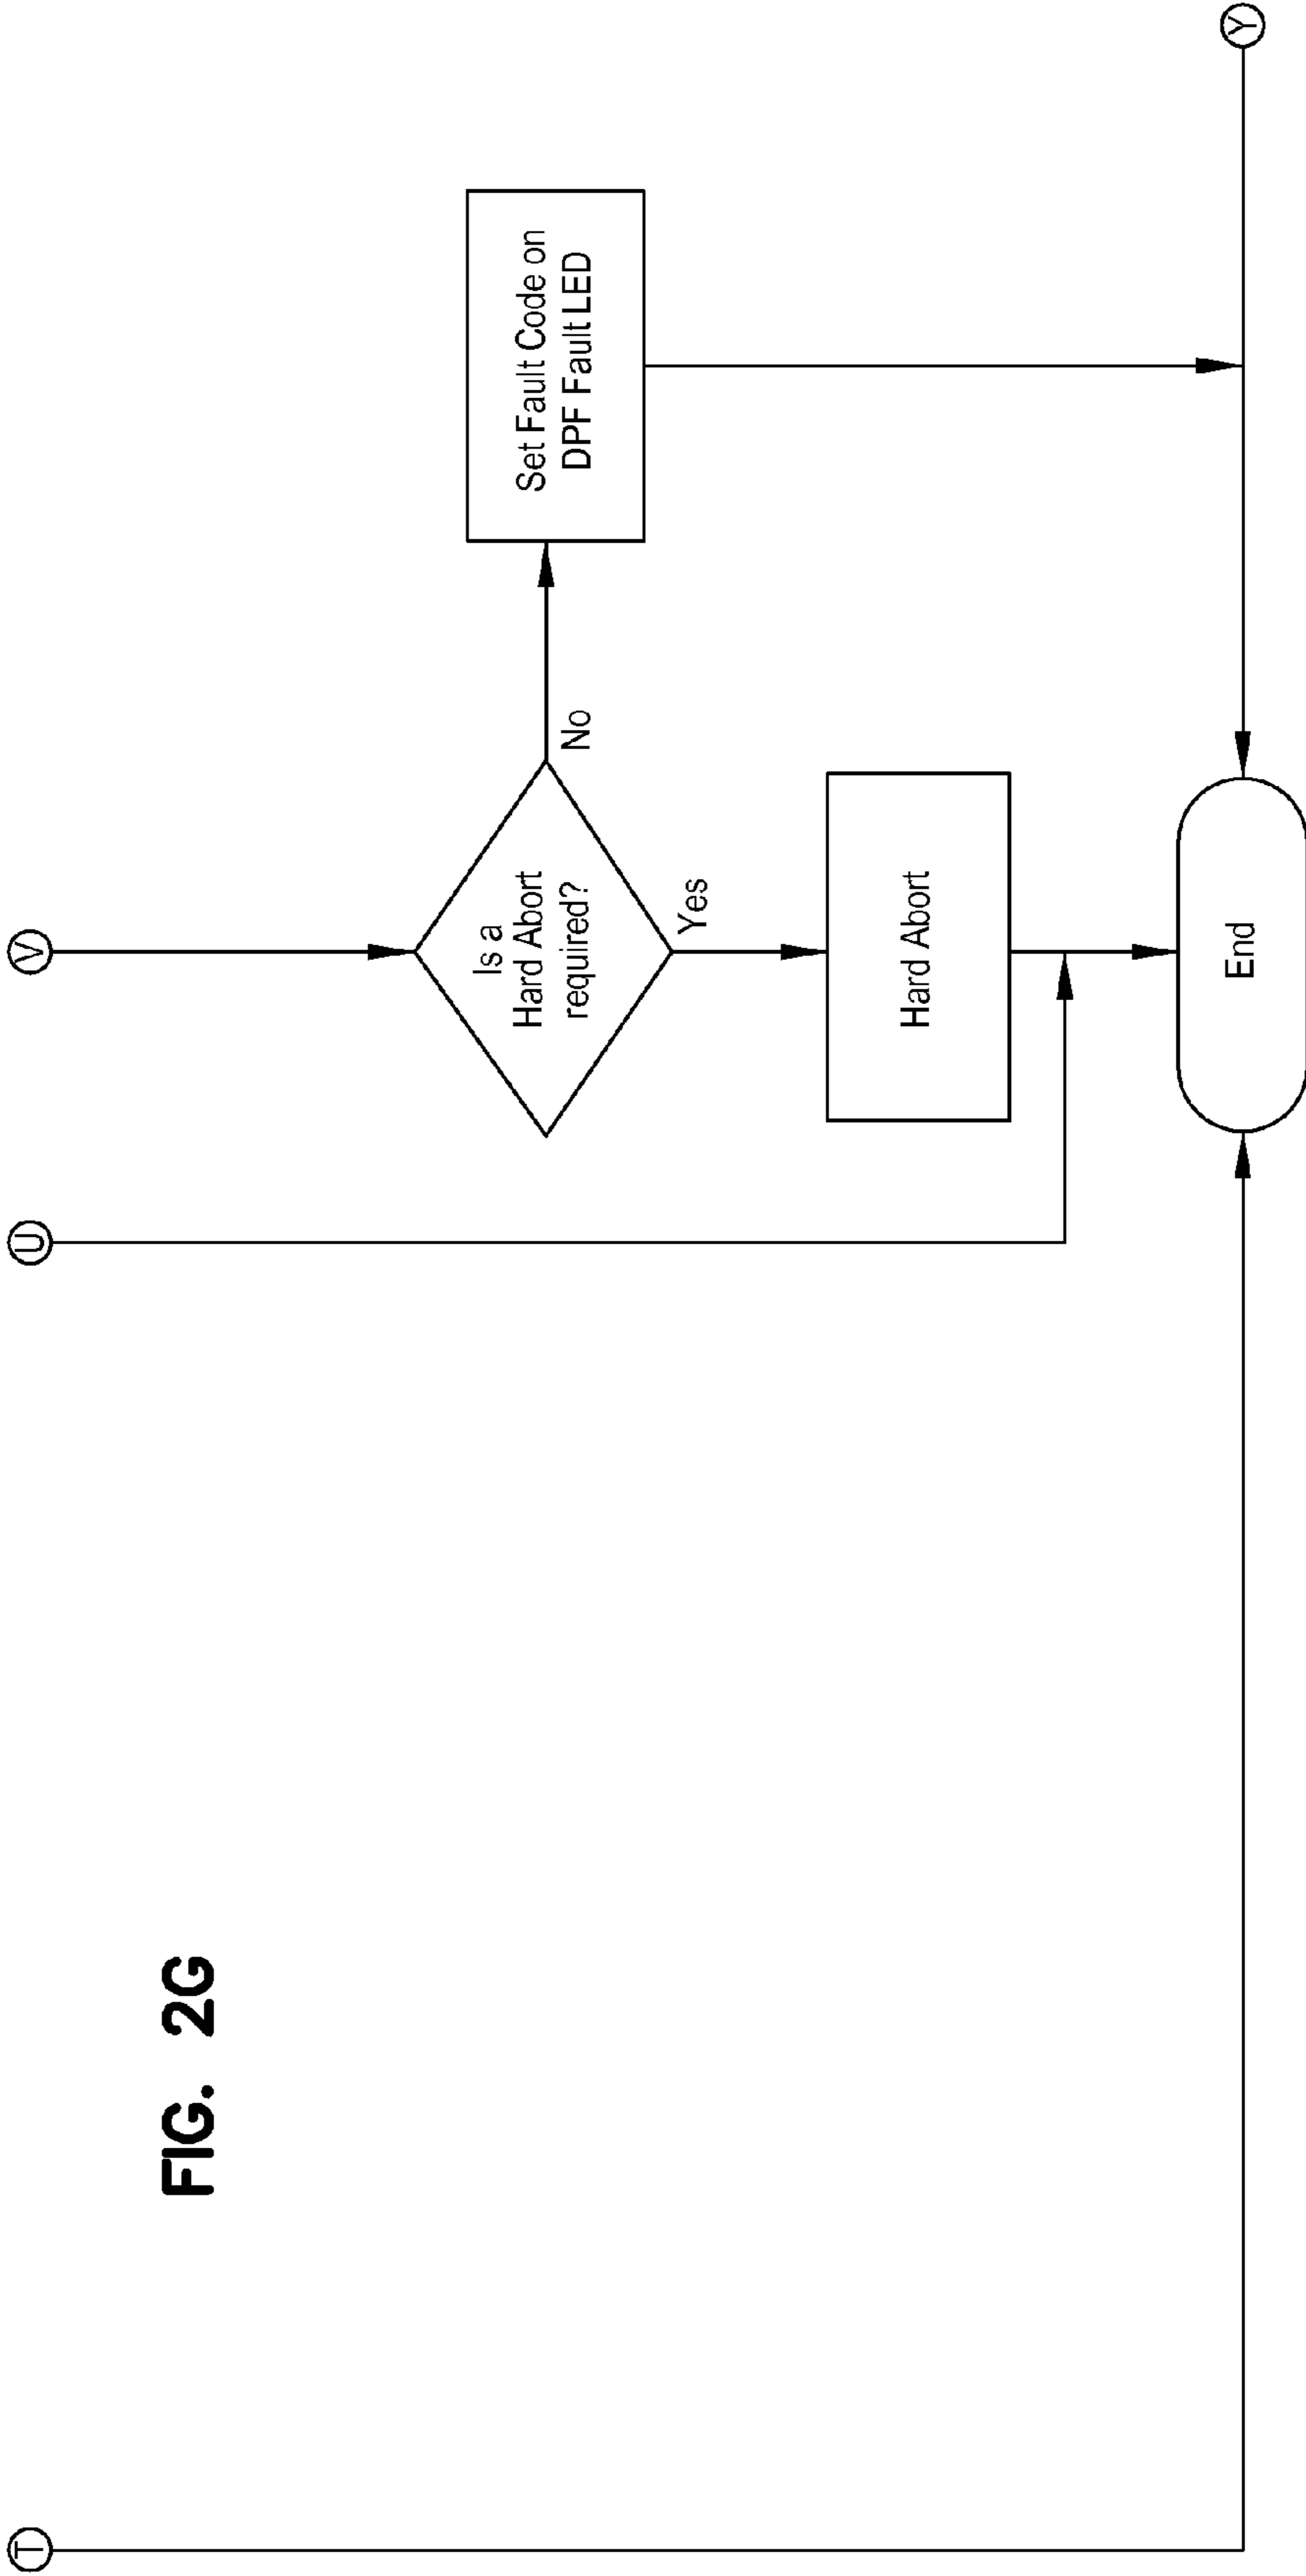 FIG. 2G
T
U
V
Is a
Hard Abort
required?
No
Set Fault Code on
DPF Fault LED
Yes
Hard Abort
End
Y